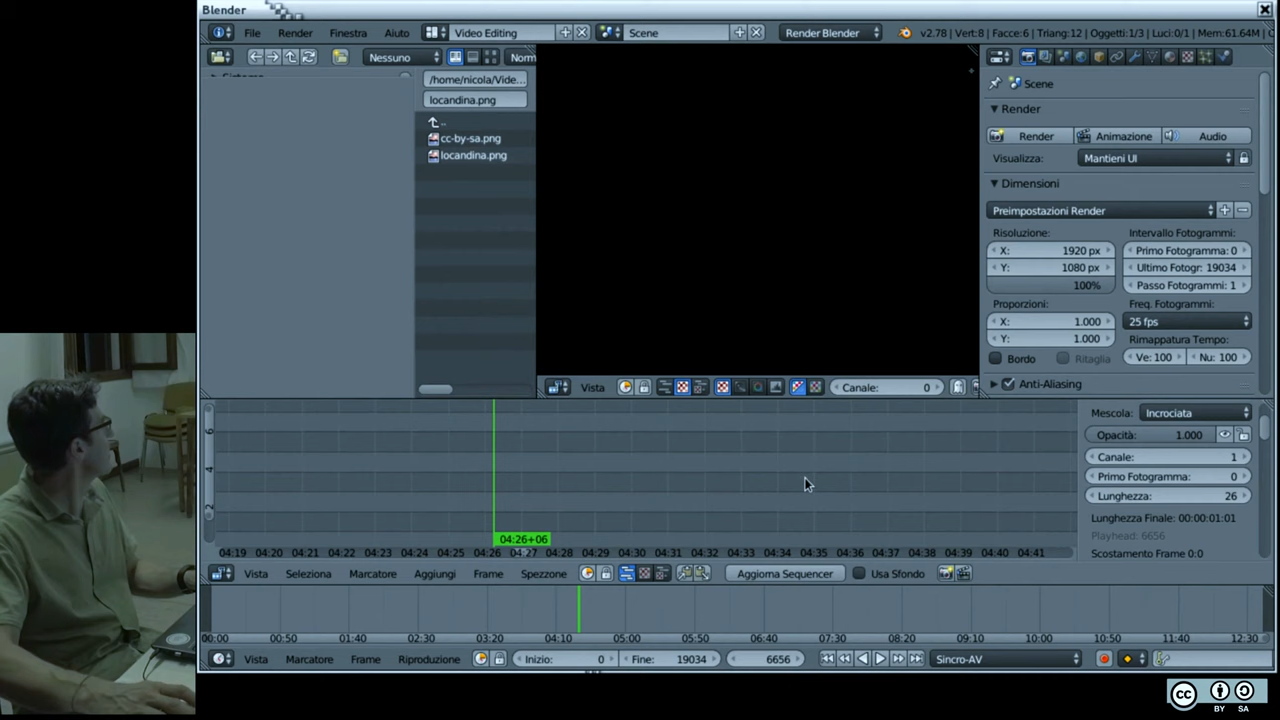 Blender
File Render Finestra Aiuto Video Editing Scene Render Blender v2.78 | Vert:8 | Facce:6 | Triang:12 | Oggetti:1/3 | Luci:0/1 | Mem:61.64M |
Nessuno Norm
/home/nicola/Vide...
locandina.png
..
cc-by-sa.png
locandina.png
Vista Canale: 0
Scene
Render
Render Animazione Audio
Visualizza: Mantieni UI
Dimensioni
Preimpostazioni Render
Risoluzione: Intervallo Fotogrammi:
X: 1920 px Primo Fotogramma: 0
Y: 1080 px Ultimo Fotogr: 19034
100% Passo Fotogrammi: 1
Proporzioni: Freq. Fotogrammi:
X: 1.000 25 fps
Y: 1.000 Rimappatura Tempo:
Bordo Ritaglia Ve: 100 Nu: 100
Anti-Aliasing
6
4
2
04:26+06
04:19 04:20 04:21 04:22 04:23 04:24 04:25 04:26 04:27 04:28 04:29 04:30 04:31 04:32 04:33 04:34 04:35 04:36 04:37 04:38 04:39 04:40 04:41
Mescola: Incrociata
Opacità: 1.000
Canale: 1
Primo Fotogramma: 0
Lunghezza: 26
Lunghezza Finale: 00:00:01:01
Playhead: 6656
Scostamento Frame 0:0
Vista Seleziona Marcatore Aggiungi Frame Spezzone Aggiorna Sequencer Usa Sfondo
00:00 00:50 01:40 02:30 03:20 04:10 05:00 05:50 06:40 07:30 08:20 09:10 10:00 10:50 11:40 12:30
Vista Marcatore Frame Riproduzione Inizio: 0 Fine: 19034 6656 Sincro-AV
cc
BY SA